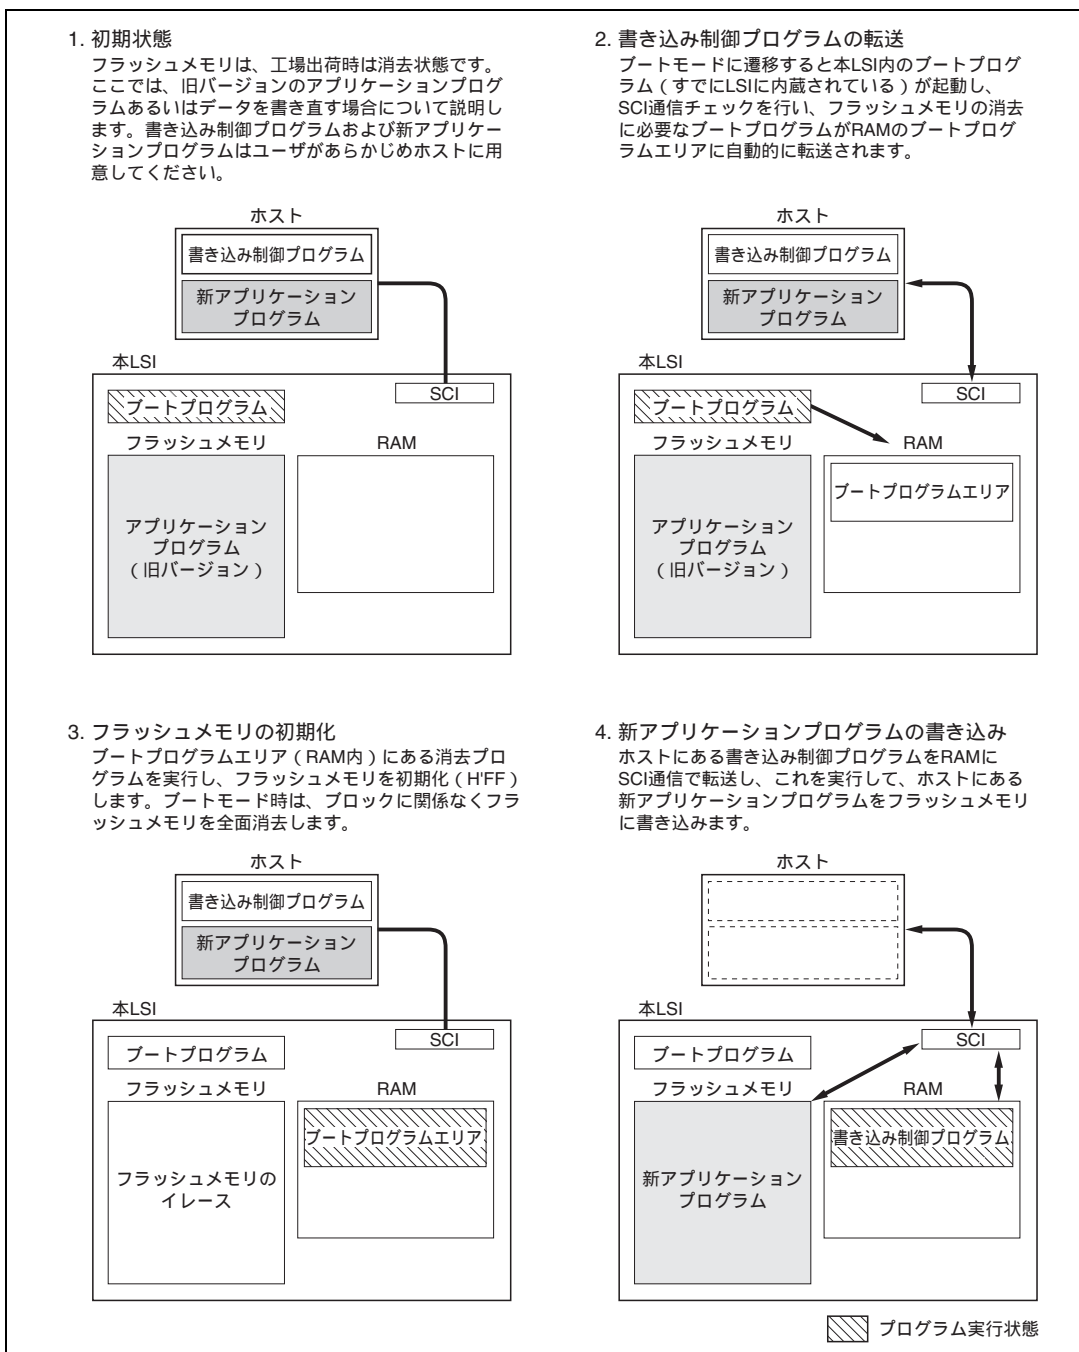 1. 初期状態
フラッシュメモリは、工場出荷時は消去状態です。
ここでは、旧バージョンのアプリケーションプログ
ラムあるいはデータを書き直す場合について説明し
ます。書き込み制御プログラムおよび新アプリケー
ションプログラムはユーザがあらかじめホストに用
意してください。
ホスト
書き込み制御プログラム
新アプリケーション
プログラム
本LSI
SCI
ブートプログラム
フラッシュメモリ
RAM
アプリケーション
プログラム
（旧バージョン）
2. 書き込み制御プログラムの転送
ブートモードに遷移すると本LSI内のブートプログ
ラム（すでにLSIに内蔵されている）が起動し、
SCI通信チェックを行い、フラッシュメモリの消去
に必要なブートプログラムがRAMのブートプログ
ラムエリアに自動的に転送されます。
ホスト
書き込み制御プログラム
新アプリケーション
プログラム
本LSI
SCI
ブートプログラム
フラッシュメモリ
RAM
ブートプログラムエリア
アプリケーション
プログラム
（旧バージョン）
3. フラッシュメモリの初期化
ブートプログラムエリア（RAM内）にある消去プロ
グラムを実行し、フラッシュメモリを初期化（H'FF）
します。ブートモード時は、ブロックに関係なくフラ
ッシュメモリを全面消去します。
ホスト
書き込み制御プログラム
新アプリケーション
プログラム
本LSI
SCI
ブートプログラム
フラッシュメモリ
RAM
ブートプログラムエリア
フラッシュメモリの
イレース
4. 新アプリケーションプログラムの書き込み
ホストにある書き込み制御プログラムをRAMに
SCI通信で転送し、これを実行して、ホストにある
新アプリケーションプログラムをフラッシュメモリ
に書き込みます。
ホスト
本LSI
SCI
ブートプログラム
フラッシュメモリ
RAM
書き込み制御プログラム
新アプリケーション
プログラム
プログラム実行状態